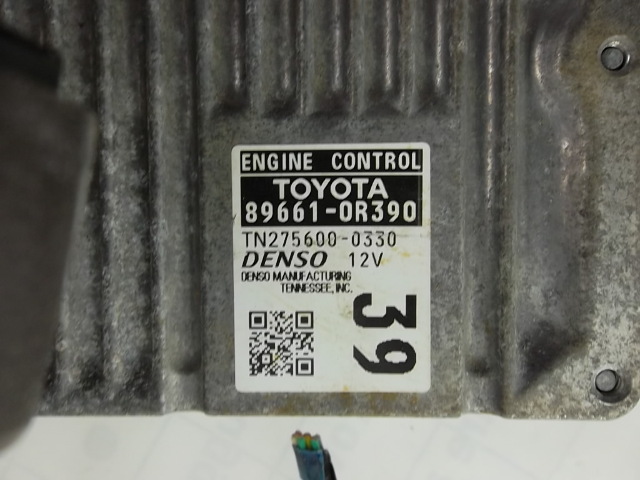 ENGINE CONTROL
TOYOTA
89661-0R390
TN275600-0330
DENSO 12V
DENSO MANUFACTURING
TENNESSEE, INC.
39